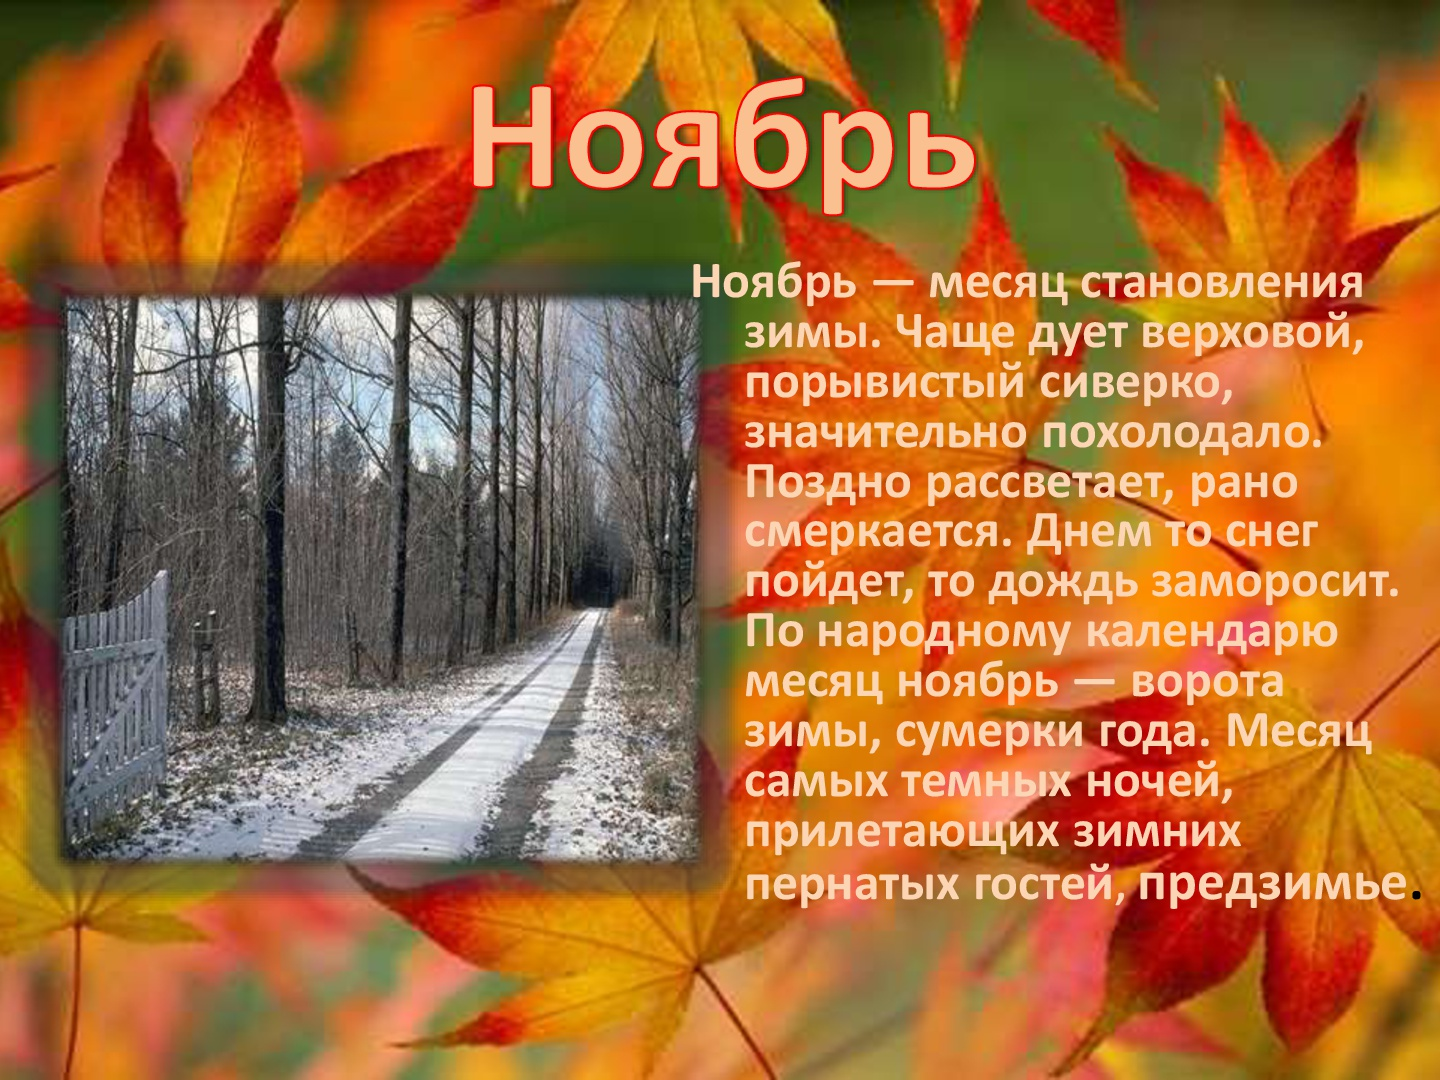 Ноябрь
Ноябрь — месяц становления
зимы. Чаще дует верховой,
порывистый сиверко,
значительно похолодало.
Поздно рассветает, рано
смеркается. Днем то снег
пойдет, то дождь заморосит.
По народному календарю
месяц ноябрь — ворота
зимы, сумерки года. Месяц
самых темных ночей,
прилетающих зимних
пернатых гостей, предзимье.